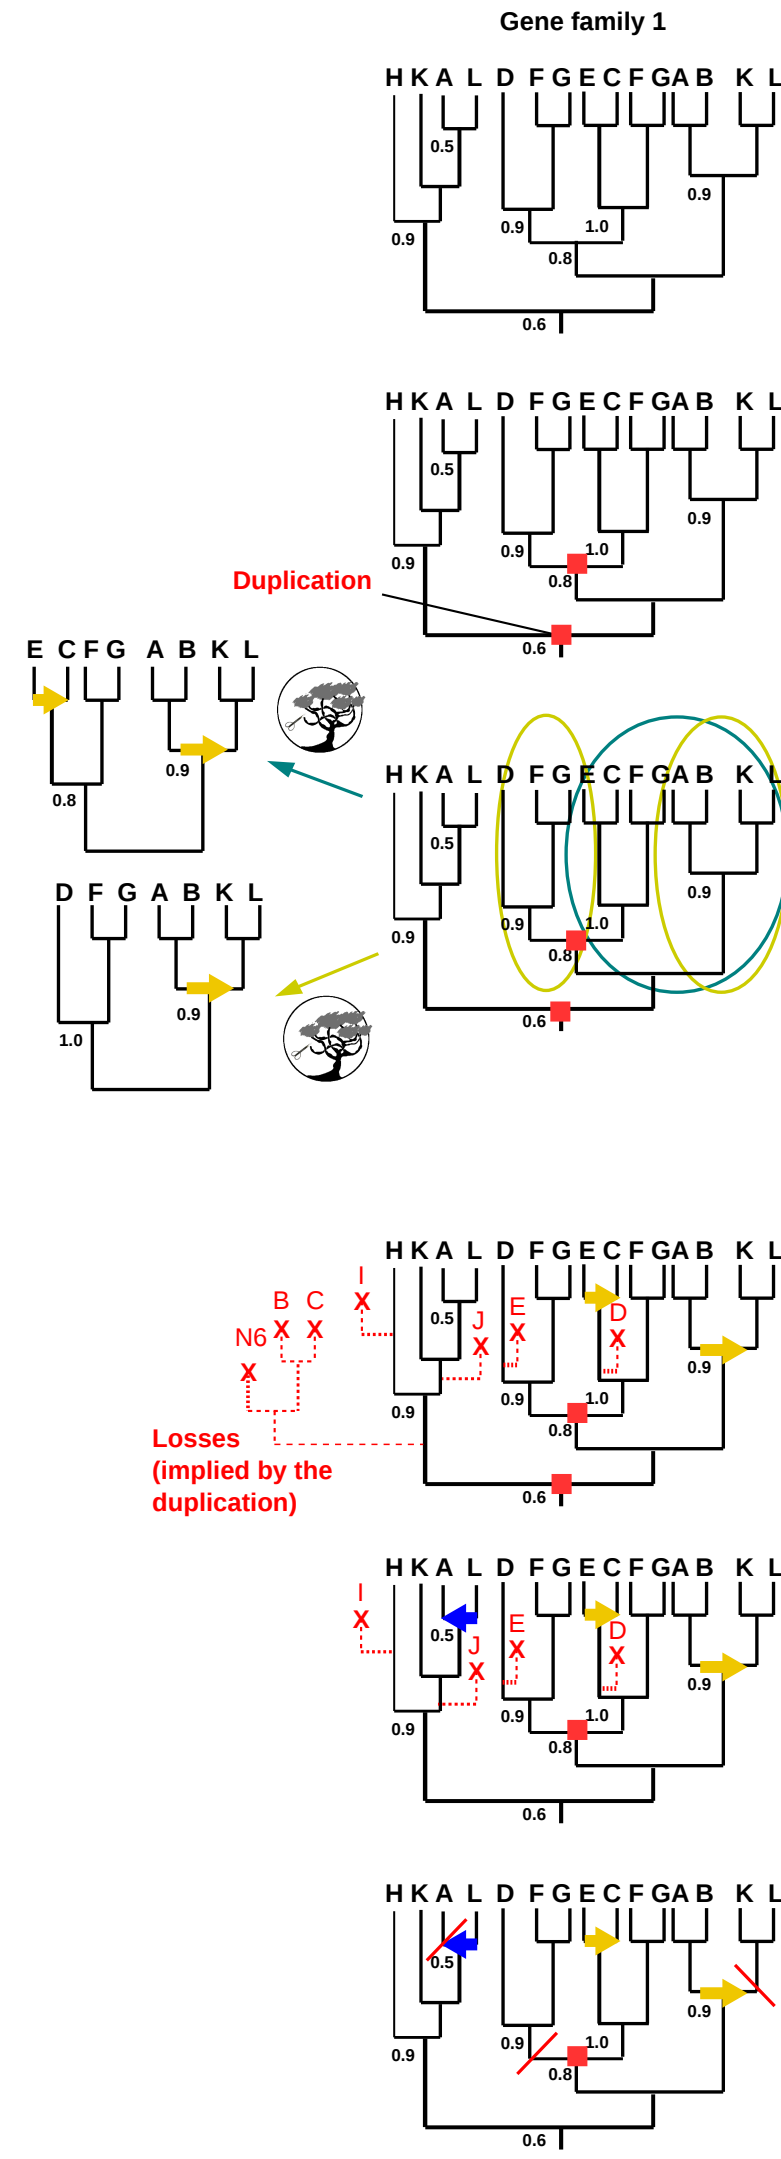 Gene family 1
H K A L D F G E C F G A B K L
0.5
0.9
0.9 1.0
0.9
0.8
0.6
H K A L D F G E C F G A B K L
0.5
0.9
0.9 1.0
0.9
0.8
Duplication
0.6
E C F G A B K L
0.9
0.8
H K A L D F G E C F G A B K L
0.5
0.9
0.9 1.0
0.9
0.8
0.6
D F G A B K L
0.9
1.0
H K A L D F G E C F G A B K L
I
B C
X X X
N6
X
J
X
E
X
D
X
0.5
0.9
0.9
0.9 1.0
0.8
Losses
(implied by the
duplication)
0.6
H K A L D F G E C F G A B K L
I
X
0.5
J
X
E
X
D
X
0.9
0.9
0.9 1.0
0.8
0.6
H K A L D F G E C F G A B K L
0.5
0.9
0.9 1.0
0.9
0.8
0.6